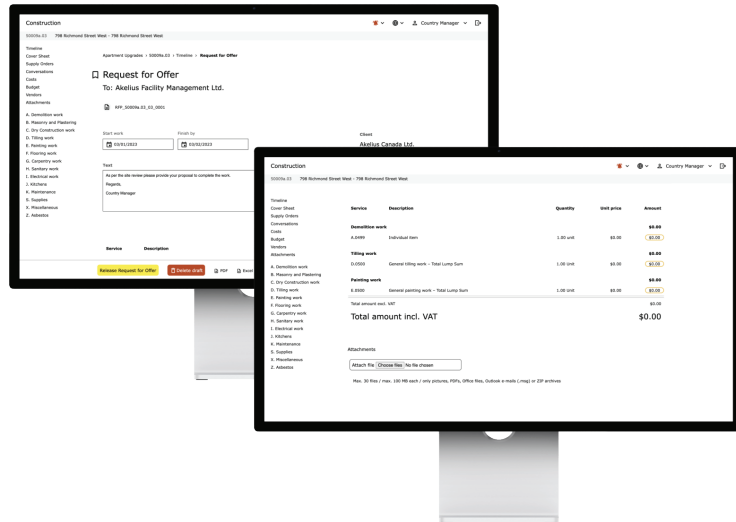 Construction
Country Manager
50009a.03 798 Richmond Street West - 798 Richmond Street West
Timeline
Cover Sheet
Supply Orders
Conversations
Costs
Budget
Vendors
Attachments
A. Demolition work
B. Masonry and Plastering
C. Dry Construction work
D. Tilling work
E. Painting work
F. Flooring work
G. Carpentry work
H. Sanitary work
I. Electrical work
J. Kitchens
K. Maintenance
S. Supplies
X. Miscellaneous
Z. Asbestos
Apartment Upgrades > 50009a.03 > Timeline > Request for Offer
Request for Offer
To: Akelius Facility Management Ltd.
RFP_50009a.03_03_0001
Start work Finish by
03/01/2023 03/02/2023
Client
Akelius Canada Ltd.
Text
As per the site review please provide your proposal to complete the work.
Regards,
Country Manager
Service Description
Release Request for Offer Delete draft PDF Excel
Construction
Country Manager
50009a.03 798 Richmond Street West - 798 Richmond Street West
Timeline
Cover Sheet
Supply Orders
Conversations
Costs
Budget
Vendors
Attachments
A. Demolition work
B. Masonry and Plastering
C. Dry Construction work
D. Tilling work
E. Painting work
F. Flooring work
G. Carpentry work
H. Sanitary work
I. Electrical work
J. Kitchens
K. Maintenance
S. Supplies
X. Miscellaneous
Z. Asbestos
Service Description Quantity Unit price Amount
Demolition work $0.00
A.0499 Individual item 1.00 unit $0.00 $0.00
Tilling work $0.00
D.0500 General tilling work - Total Lump Sum 1.00 Unit $0.00 $0.00
Painting work $0.00
E.0500 General painting work - Total Lump Sum 1.00 Unit $0.00 $0.00
Total amount excl. VAT $0.00
Total amount incl. VAT $0.00
Attachments
Attach file Choose files No file chosen
Max. 30 files / max. 100 MB each / only pictures, PDFs, Office files, Outlook e-mails (.msg) or ZIP archives